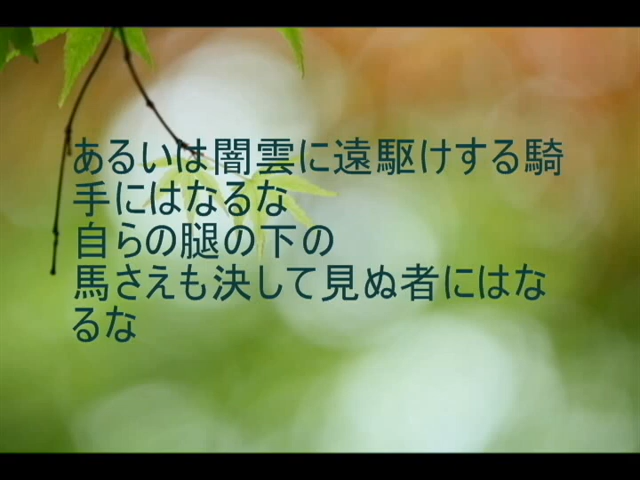 あるいは闇雲に遠駆けする騎
手にはなるな
自らの腿の下の
馬さえも決して見ぬ者にはな
るな